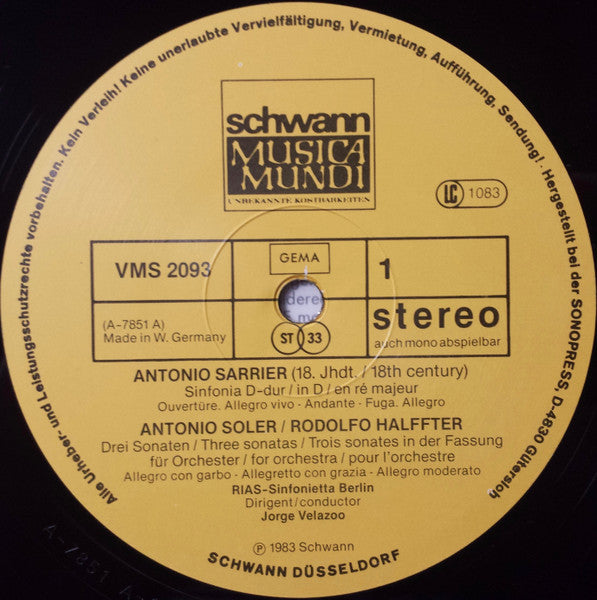 Alle Urheber- und Leistungsschutzrechte vorbehalten. Kein Verleih! Keine unerlaubte Vervielfältigung, Vermietung, Aufführung, Sendung! · Hergestellt bei der SONOPRESS, D-4830 Gütersloh
schwann
MUSICA
MUNDI
UNBEKANNTE KOSTBARKEITEN
LC 1083
VMS 2093
GEMA
1
(A-7851 A)
Made in W. Germany
ST 33
stereo
auch mono abspielbar
ANTONIO SARRIER (18. Jhdt. / 18th century)
Sinfonia D-dur / in D / en ré majeur
Ouvertüre. Allegro vivo · Andante · Fuga. Allegro
ANTONIO SOLER / RODOLFO HALFFTER
Drei Sonaten / Three sonatas / Trois sonates in der Fassung
für Orchester / for orchestra / pour l'orchestre
Allegro con garbo · Allegretto con grazia · Allegro moderato
RIAS-Sinfonietta Berlin
Dirigent / conductor
Jorge Velazoo
℗ 1983 Schwann
SCHWANN DÜSSELDORF